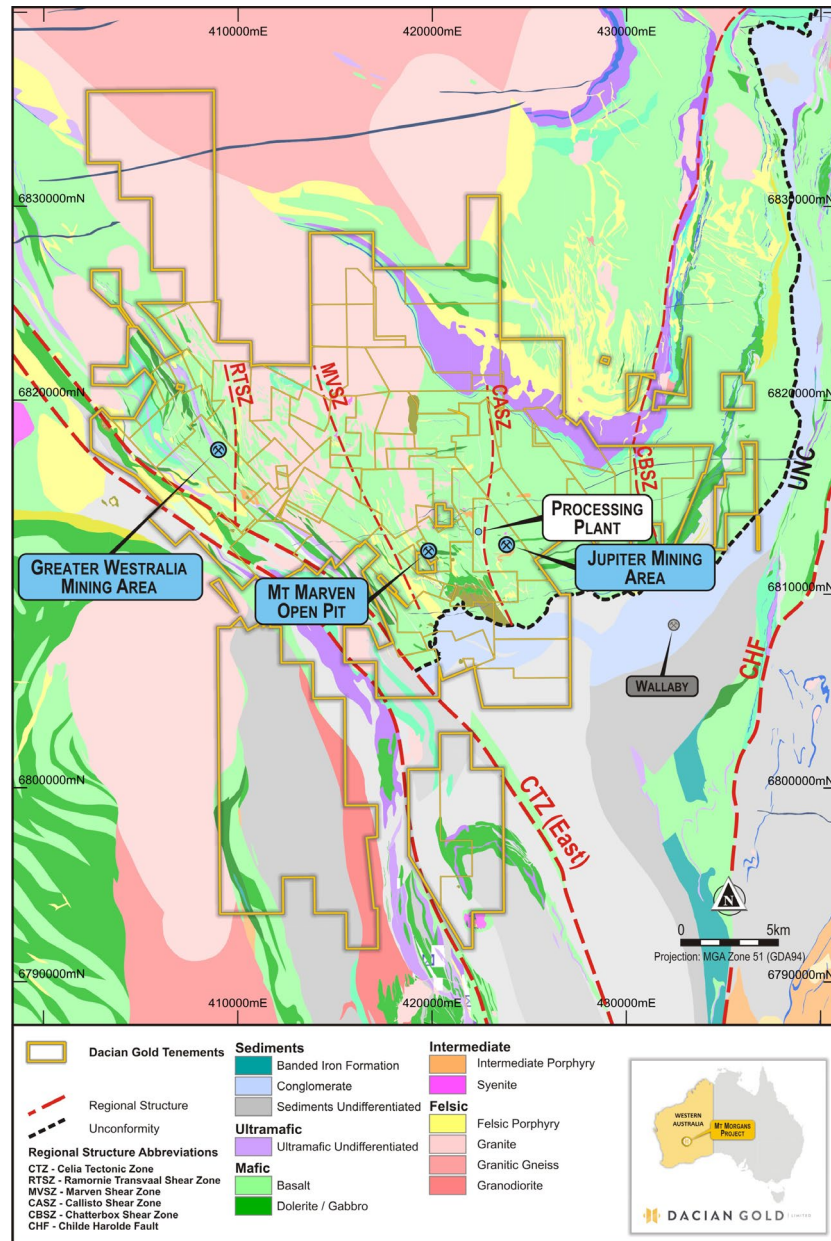 410000mE
420000mE
430000mE
6830000mN
6830000mN
6820000mN
6820000mN
RTSZ
MVSZ
CASZ
CBSZ
UNC
PROCESSING
PLANT
GREATER WESTRALIA
MINING AREA
MT MARVEN
OPEN PIT
JUPITER MINING
AREA
6810000mN
WALLABY
CHF
6800000mN
6800000mN
CTZ (East)
N
0
5km
Projection: MGA Zone 51 (GDA94)
6790000mN
6790000mN
410000mE
420000mE
430000mE
Dacian Gold Tenements
Regional Structure
Unconformity
Regional Structure Abbreviations
CTZ - Celia Tectonic Zone
RTSZ - Ramornie Transvaal Shear Zone
MVSZ - Marven Shear Zone
CASZ - Callisto Shear Zone
CBSZ - Chatterbox Shear Zone
CHF - Childe Harolde Fault
Sediments
Banded Iron Formation
Conglomerate
Sediments Undifferentiated
Ultramafic
Ultramafic Undifferentiated
Mafic
Basalt
Dolerite / Gabbro
Intermediate
Intermediate Porphyry
Syenite
Felsic
Felsic Porphyry
Granite
Granitic Gneiss
Granodiorite
WESTERN
AUSTRALIA
MT MORGANS
PROJECT
DACIAN GOLD LIMITED